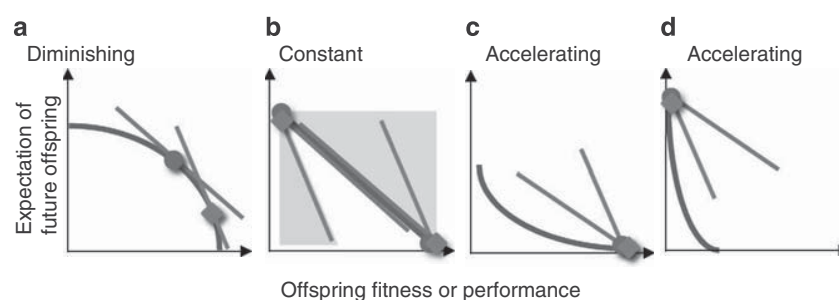 a
Diminishing
b
Constant
c
Accelerating
d
Accelerating
Expectation of
future offspring
Offspring fitness or performance